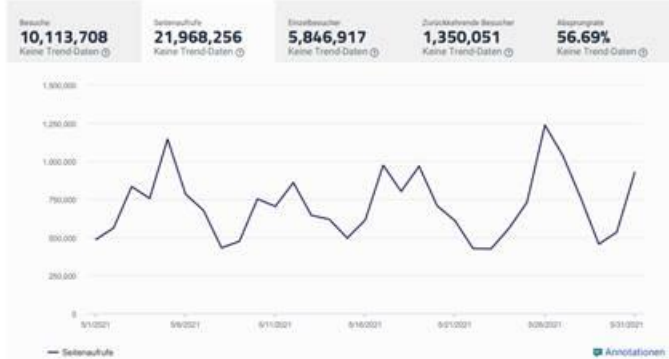 Besuche
10,113,708
Keine Trend-Daten
Seitenaufrufe
21,968,256
Keine Trend-Daten
Einzelbesucher
5,846,917
Keine Trend-Daten
Zurückkehrende Besucher
1,350,051
Keine Trend-Daten
Absprungrate
56.69%
Keine Trend-Daten
1,500,000
1,250,000
1,000,000
750,000
500,000
250,000
0
5/1/2021
5/6/2021
5/11/2021
5/16/2021
5/21/2021
5/26/2021
5/31/2021
Seitenaufrufe
Annotationen